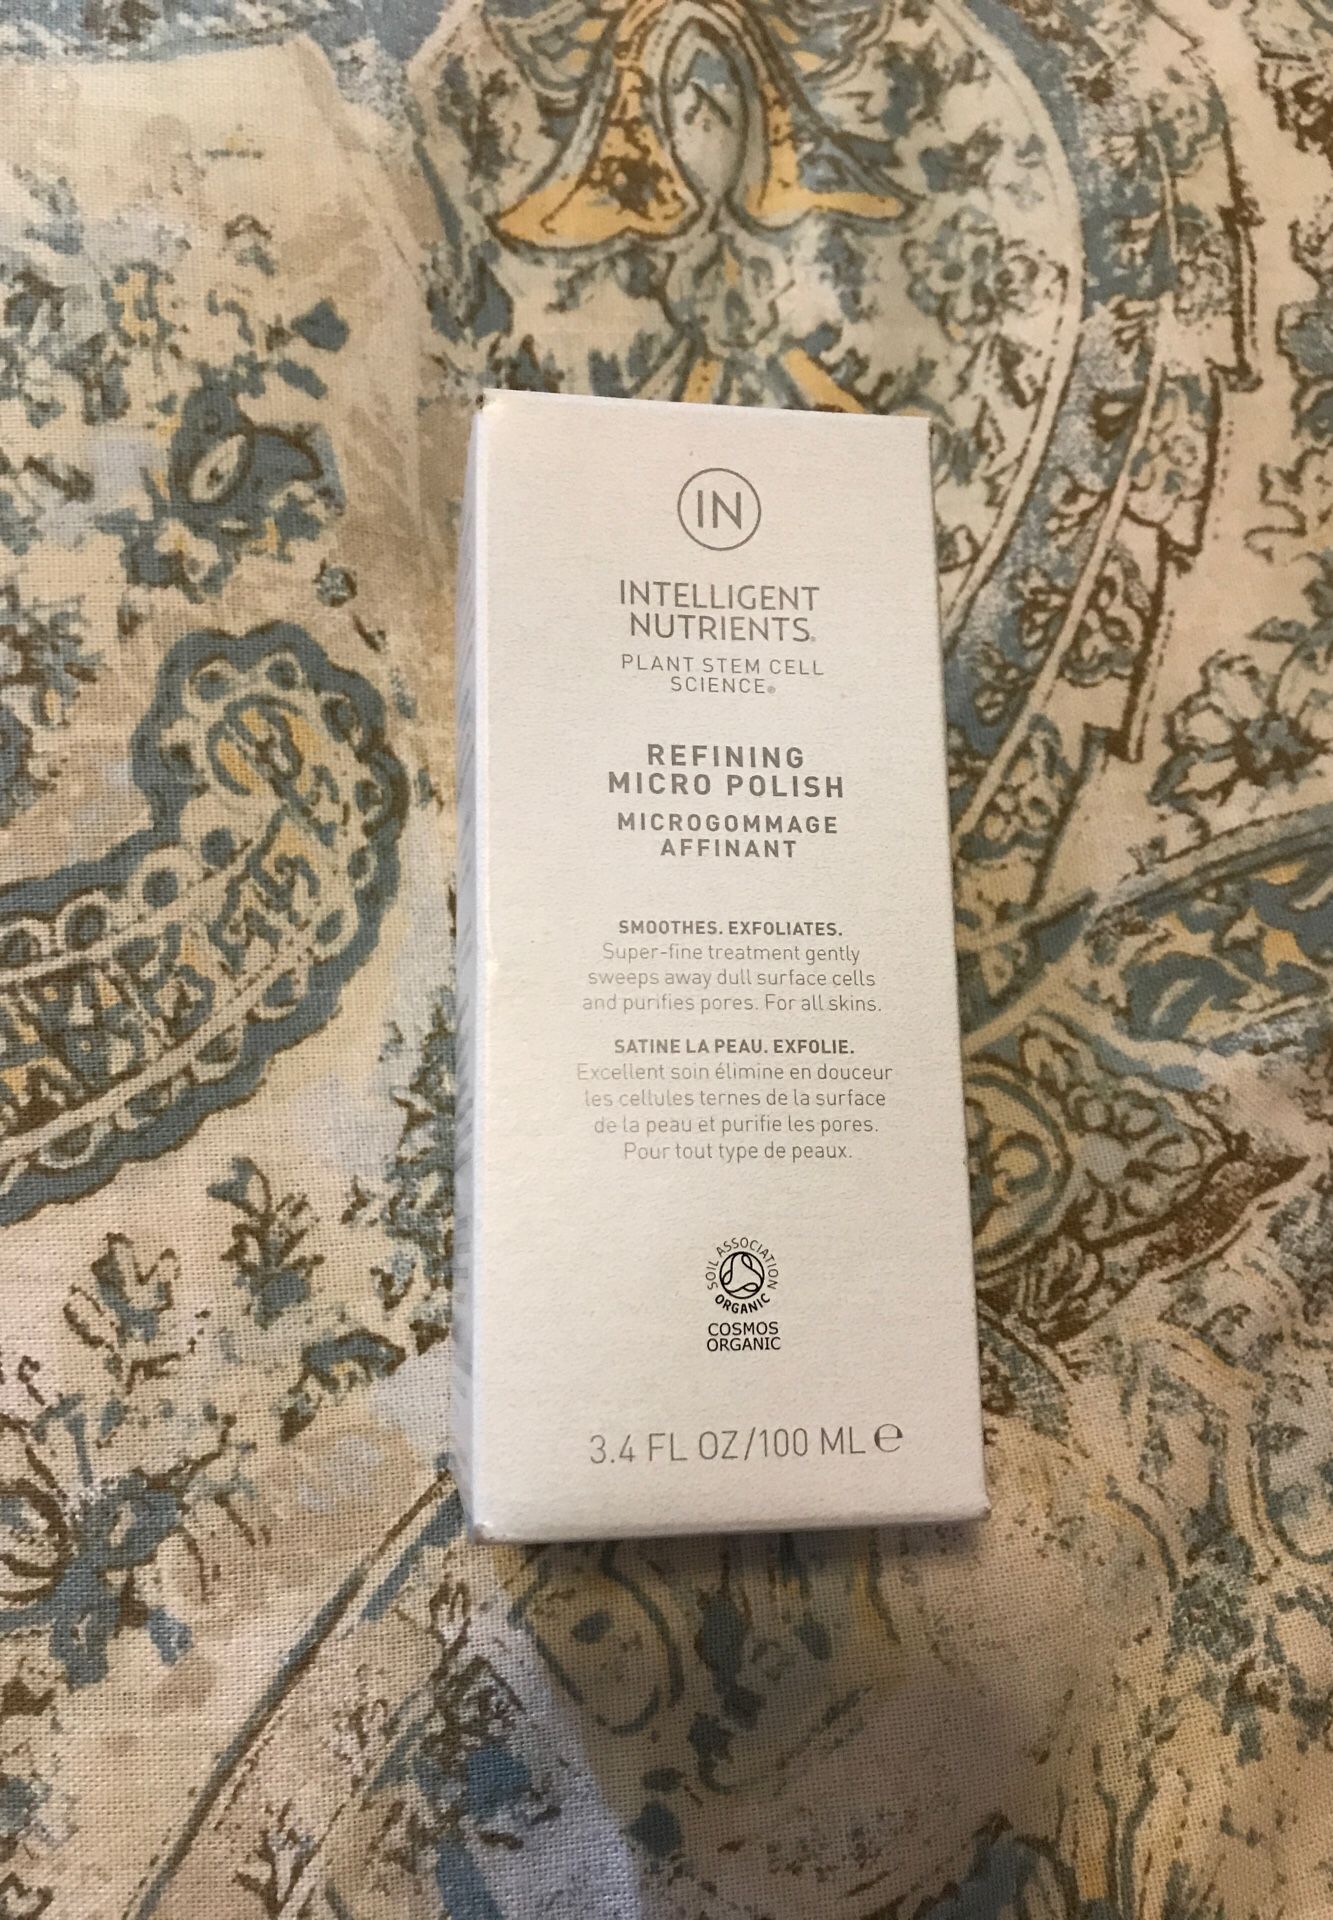 IN
INTELLIGENT
NUTRIENTS®
PLANT STEM CELL
SCIENCE®
REFINING
MICRO POLISH
MICROGOMMAGE
AFFINANT
SMOOTHES. EXFOLIATES.
Super-fine treatment gently
sweeps away dull surface cells
and purifies pores. For all skins.
SATINE LA PEAU. EXFOLIE.
Excellent soin élimine en douceur
les cellules ternes de la surface
de la peau et purifie les pores.
Pour tout type de peaux.
SOIL ASSOCIATION
ORGANIC
COSMOS
ORGANIC
3.4 FL OZ/100 ML ℮